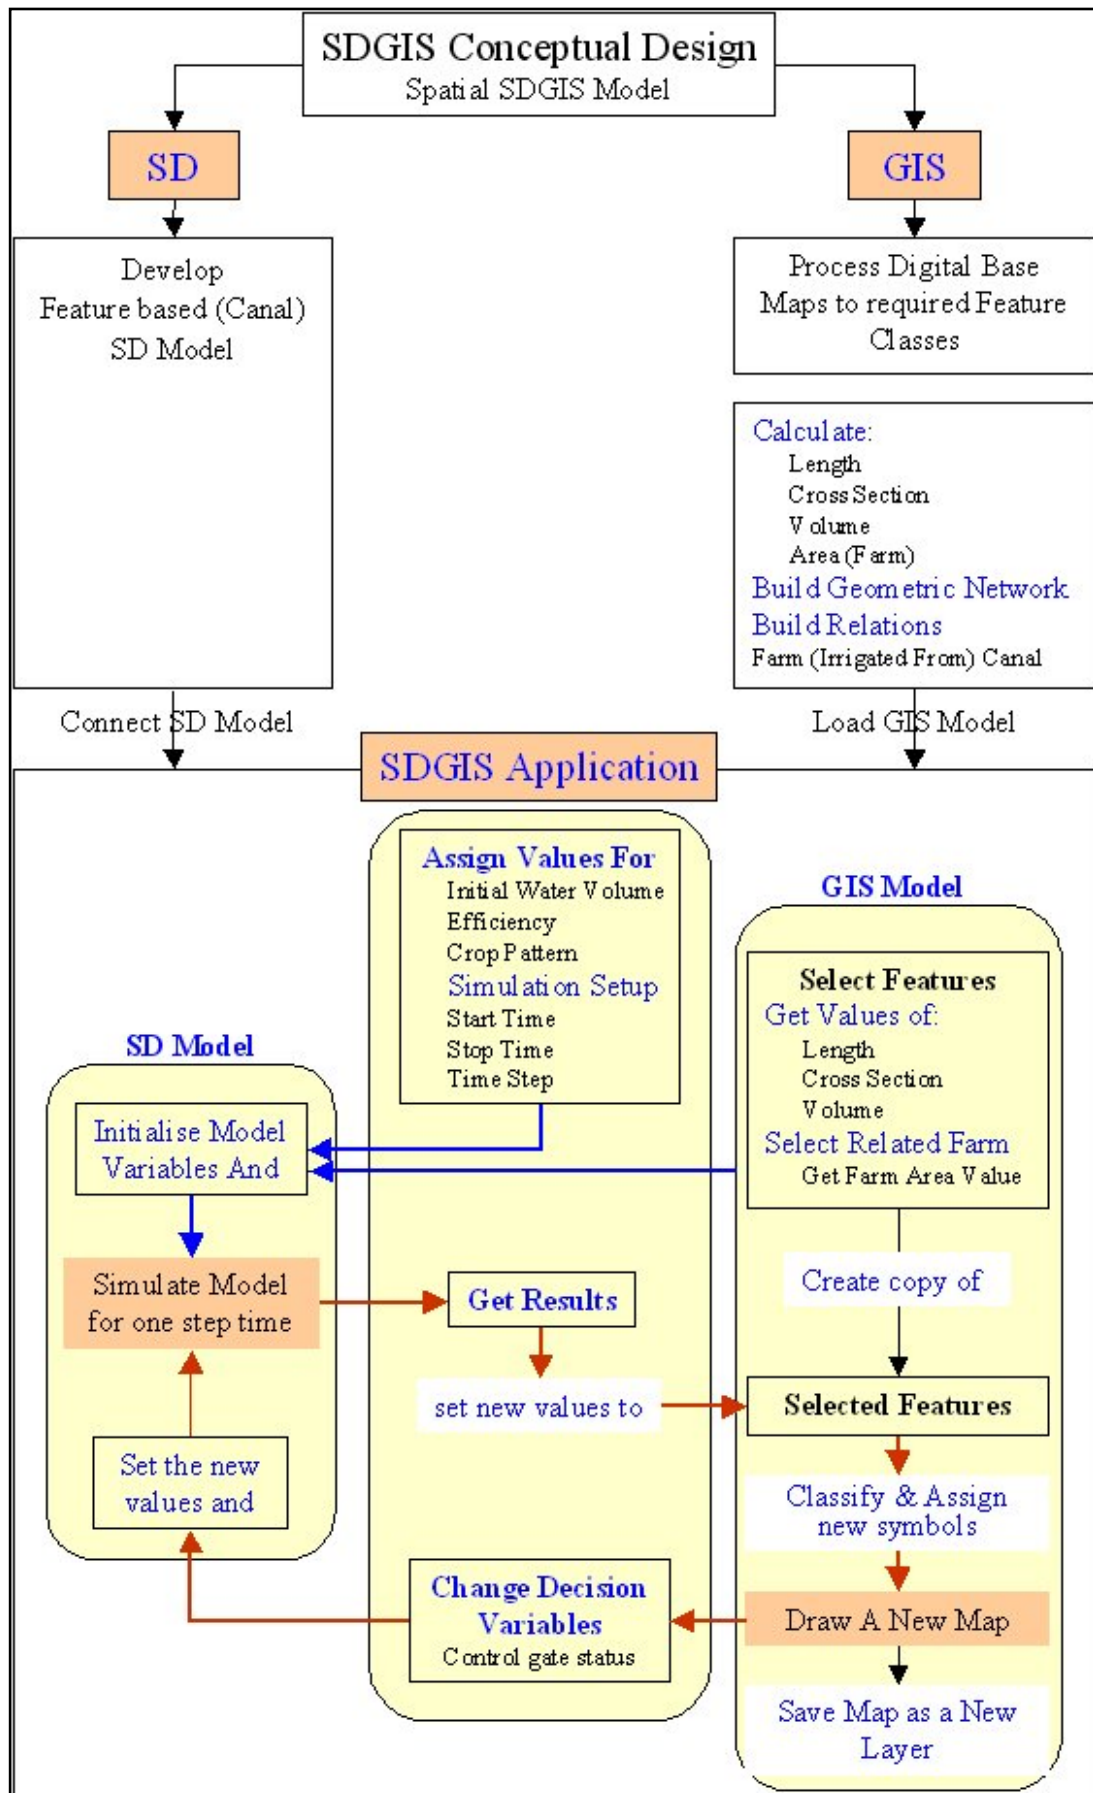 SDGIS Conceptual Design
Spatial SDGIS Model
SD
GIS
Develop
Feature based (Canal)
SD Model
Process Digital Base
Maps to required Feature
Classes
Calculate:
Length
Cross Section
Volume
Area (Farm)
Build Geometric Network
Build Relations
Farm (Irrigated From) Canal
Connect SD Model
Load GIS Model
SDGIS Application
Assign Values For
Initial Water Volume
Efficiency
Crop Pattern
Simulation Setup
Start Time
Stop Time
Time Step
GIS Model
Select Features
Get Values of:
Length
Cross Section
Volume
Select Related Farm
Get Farm Area Value
SD Model
Initialise Model
Variables And
Simulate Model
for one step time
Get Results
Create copy of
set new values to
Selected Features
Set the new
values and
Classify & Assign
new symbols
Change Decision
Variables
Control gate status
Draw A New Map
Save Map as a New
Layer